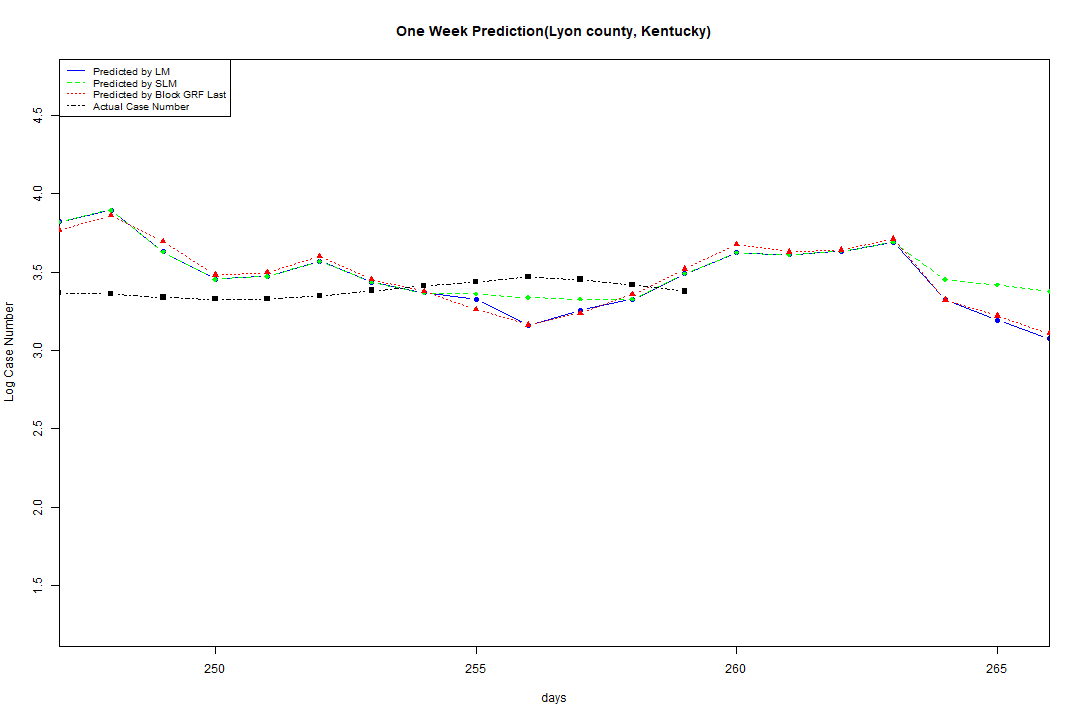 One Week Prediction(Lyon county, Kentucky)
Predicted by LM
Predicted by SLM
Predicted by Block GRF Last
Actual Case Number
4.5
4.0
3.5
3.0
2.5
2.0
1.5
Log Case Number
250 255 260 265
days